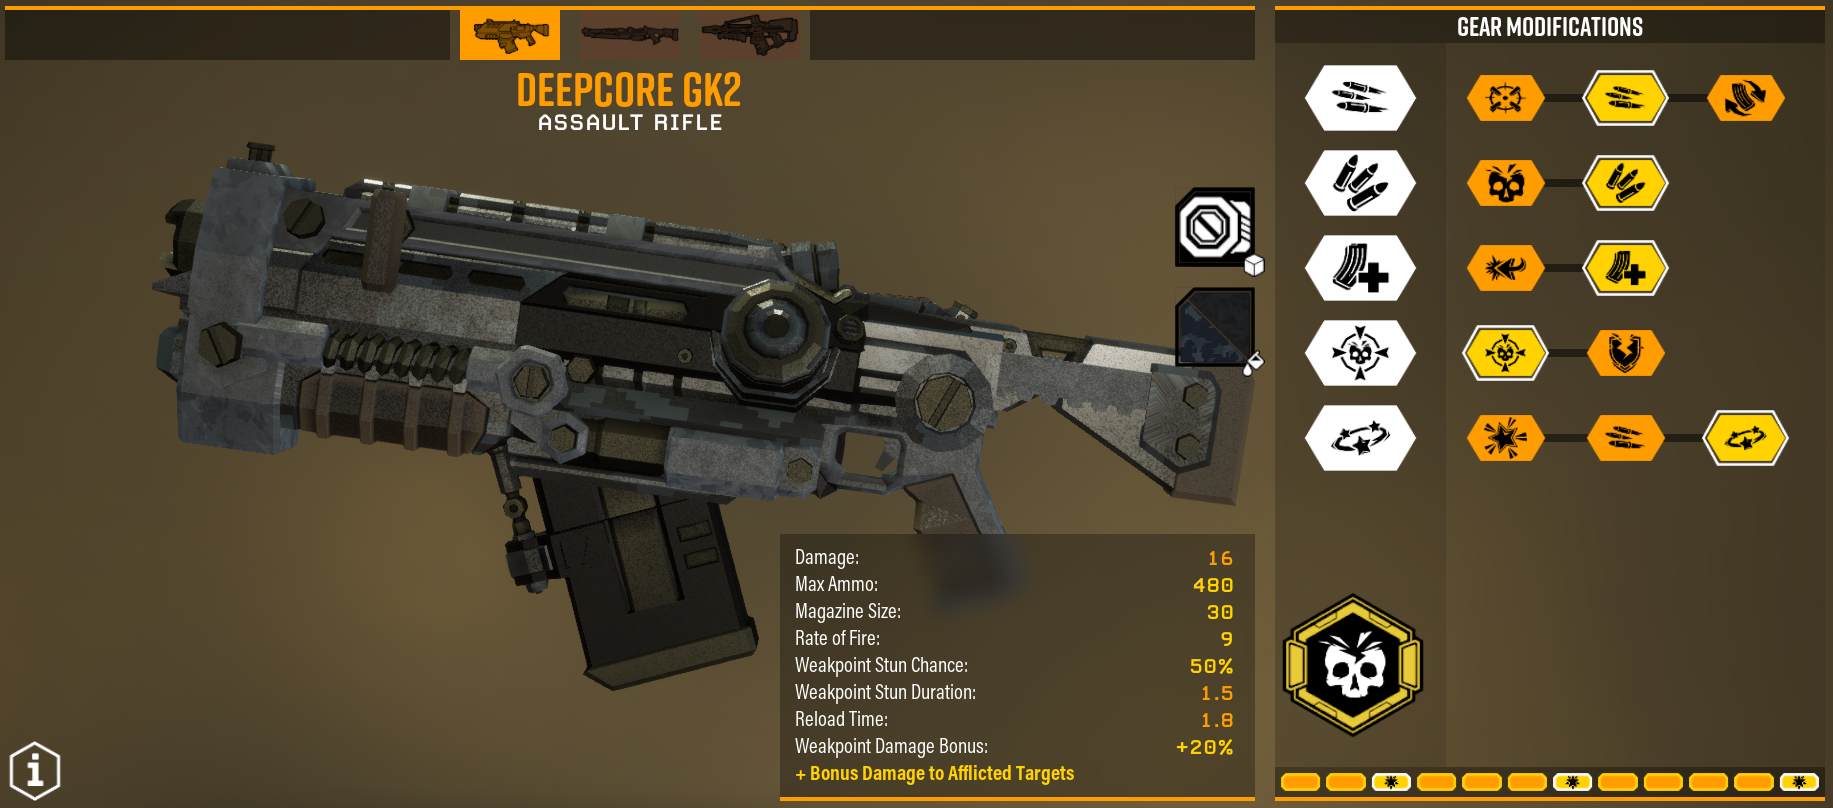 GEAR MODIFICATIONS
DEEPCORE GK2
ASSAULT RIFLE
Damage: 16
Max Ammo: 480
Magazine Size: 30
Rate of Fire: 9
Weakpoint Stun Chance: 50%
Weakpoint Stun Duration: 1.5
Reload Time: 1.8
Weakpoint Damage Bonus: +20%
+ Bonus Damage to Afflicted Targets
i